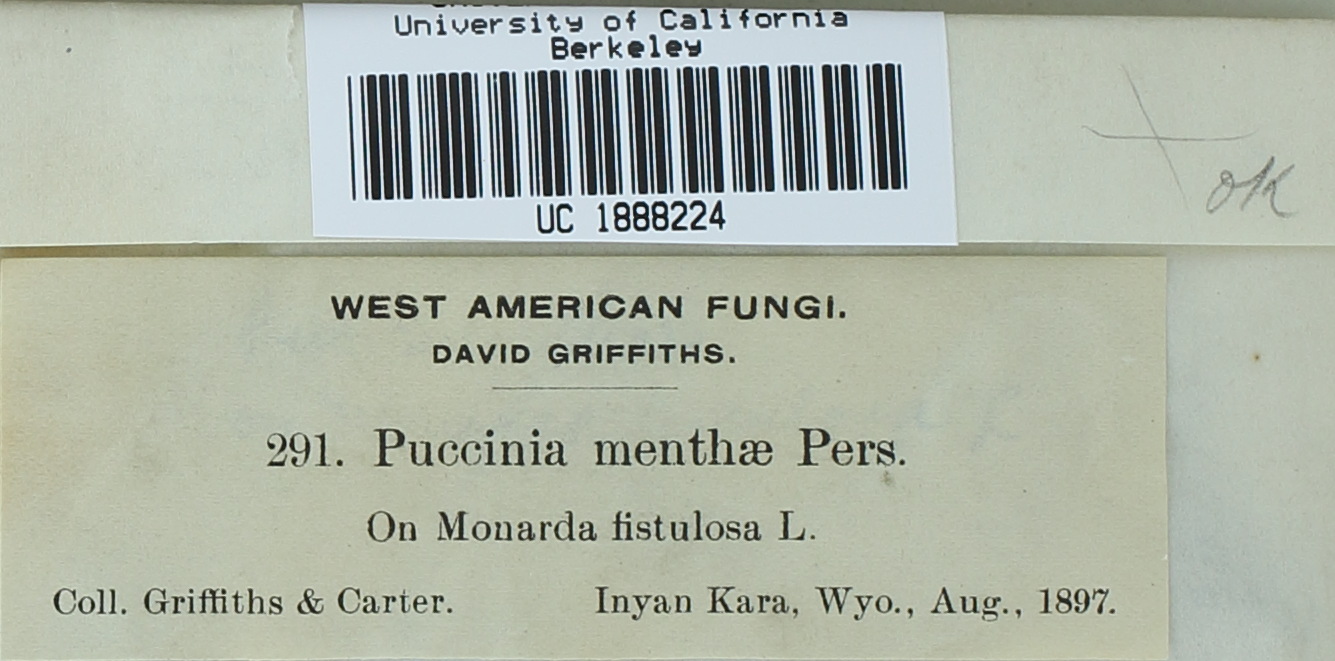 University of California
Berkeley
UC 1888224
OK
WEST AMERICAN FUNGI.
DAVID GRIFFITHS.
291. Puccinia menthæ Pers.
On Monarda fistulosa L.
Coll. Griffiths & Carter. Inyan Kara, Wyo., Aug., 1897.